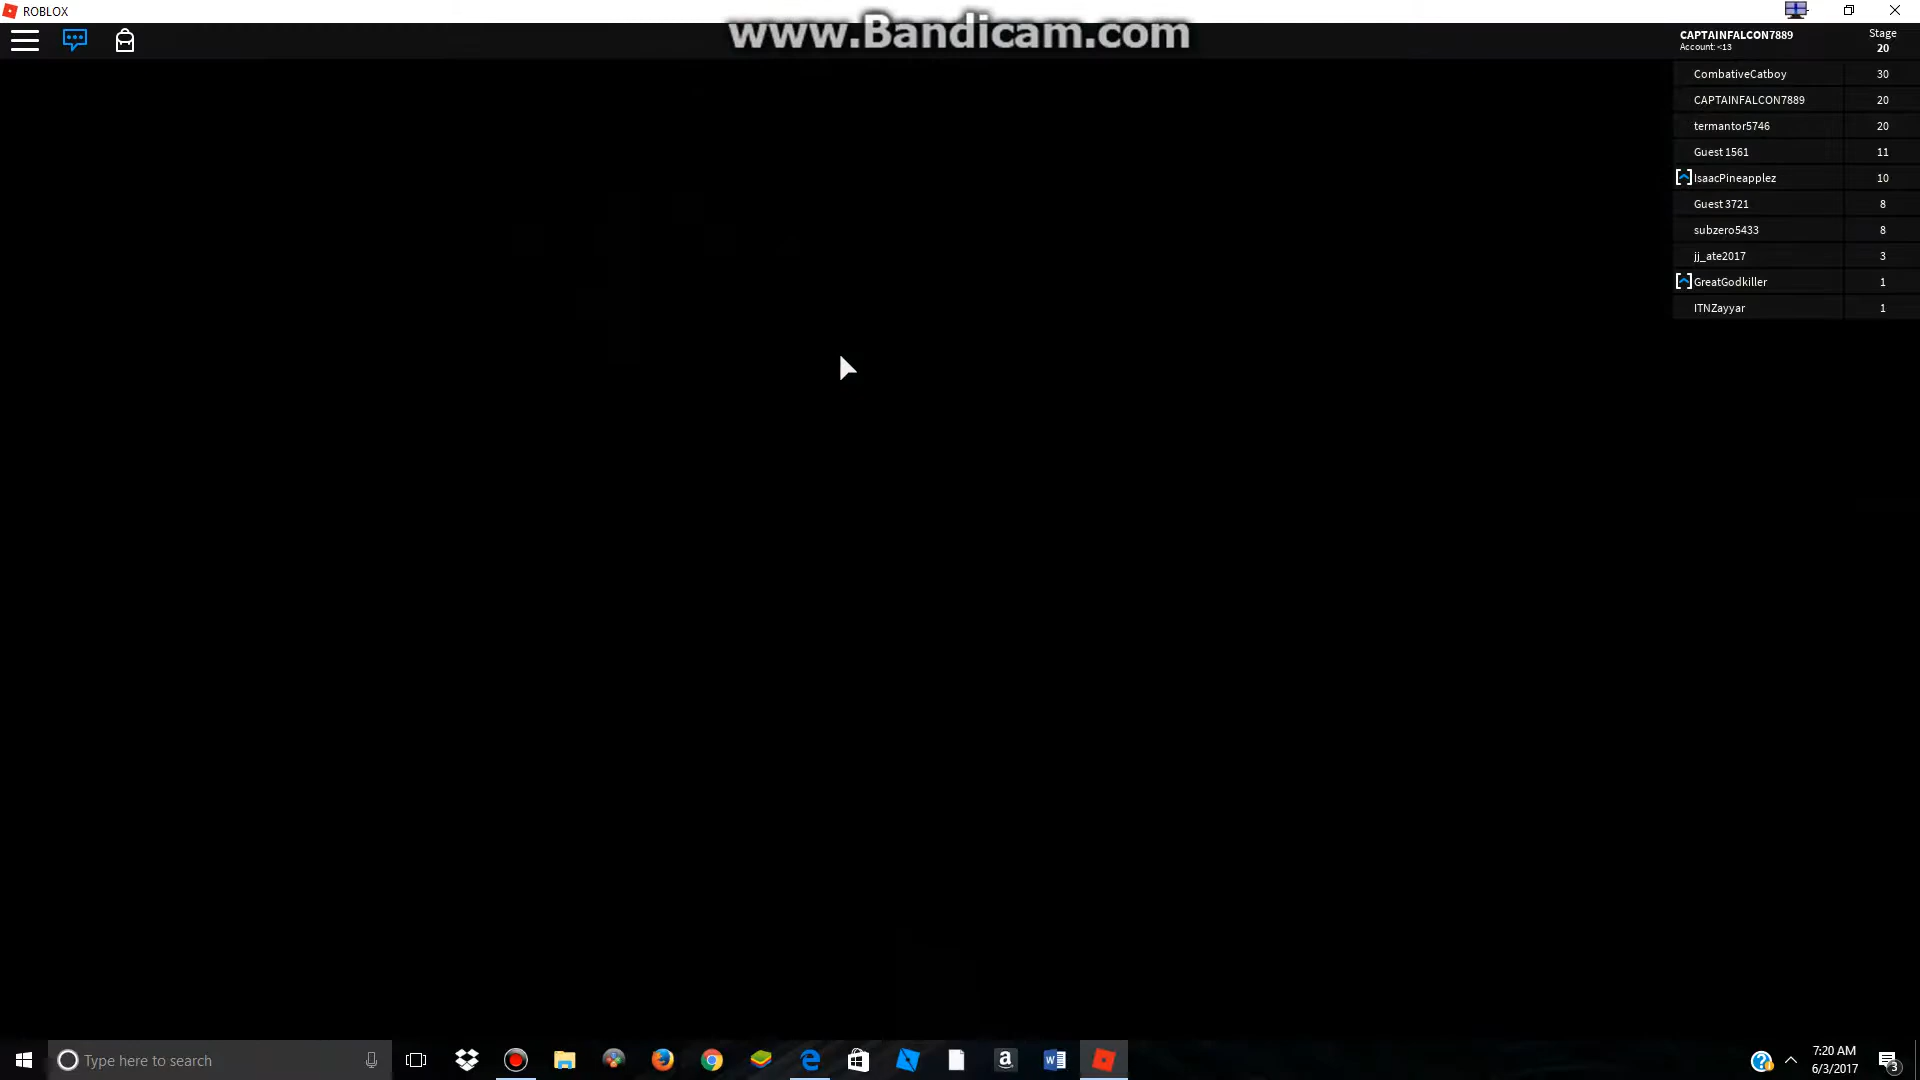 ROBLOX
www.Bandicam.com
CAPTAINFALCON7889 Stage
Account: <13 20
CombativeCatboy 30
CAPTAINFALCON7889 20
termantor5746 20
Guest 1561 11
IsaacPineapplez 10
Guest 3721 8
subzero5433 8
jj_ate2017 3
GreatGodkiller 1
ITNZayyar 1
Type here to search
7:20 AM
6/3/2017
3